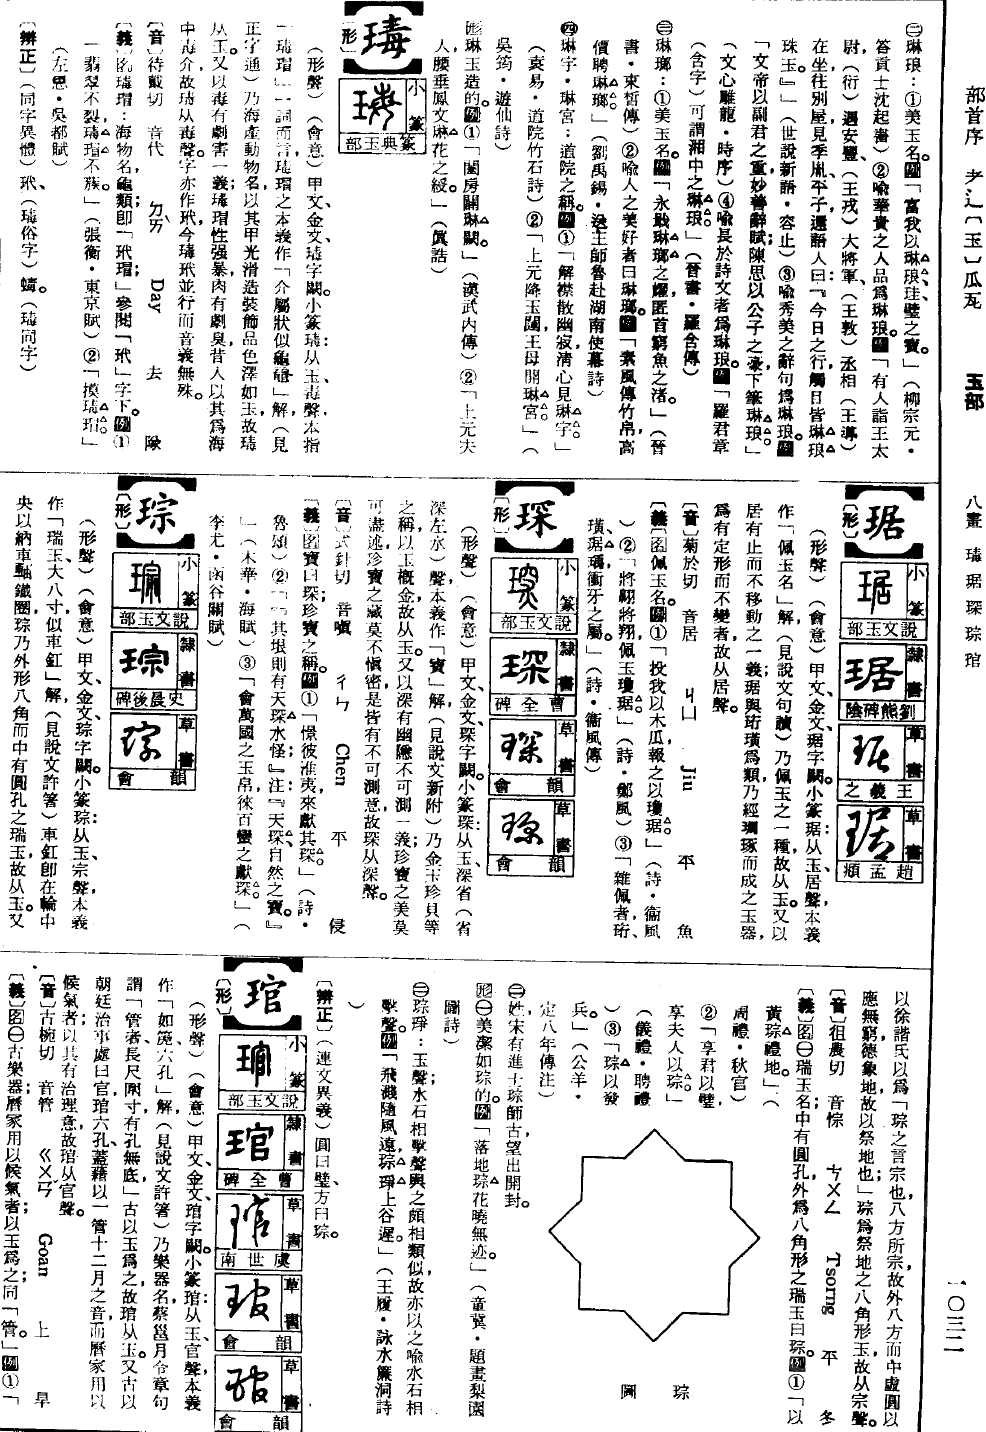 部首序 玉部 八畫 瑇琚琛琮琯 一〇三二
㊂琳琅：①美玉名。例「富我以琳琅珪璧之寶。」（柳宗元・
答貢士沈起書）②喻華貴之人品爲琳琅。例「有人詣王太
尉（衍）遇安豐（王戎）大將軍（王敦）丞相（王導）
在坐往別屋見季胤平子還語人曰『今日之行觸目皆琳琅
珠玉。』」（世說新語・容止）③喻秀美之辭句爲琳琅。例
「文帝以副君之重妙善辭賦陳思以公子之豪下筆琳琅。」
（文心雕龍・時序）④喻長於詩文者爲琳琅。例「羅君章
（含字）可謂湘中之琳琅。」（晉書・羅含傳）
㊂琳瑯：①美玉名。例「永戢琳瑯之耀匿首窮魚之渚。」（晉
書・束晳傳）②喻人之美好者曰琳瑯。例「素風傳竹帛高
價聘琳瑯。」（劉禹錫・送王師魯赴湖南使幕詩）
㊃琳宇・琳宮：道院之稱。例①「解襟散幽寂清心見琳宇。」
（袁易・道院竹石詩）②「上元降玉闥王母開琳宮。」（
吳筠・遊仙詩）
形琳玉造的。例①「閶房闢琳闕。」（漢武內傳）②「上元夫
人腰垂鳳文琳花之綬。」（眞誥）
瑇
〔形〕
小篆 篆典玉部
（形聲）（會意）甲文、金文瑇字闕。小篆瑇：从玉毒聲，本指
「瑇瑁」一詞而言瑇瑁之本義作「介屬狀似龜黿」解，（見
正字通）乃海產動物名以其甲光滑造裝飾品色澤如玉，故瑇
从玉。又以毒有劇害一義瑇瑁性强暴肉有劇臭昔人以其爲海
中毒介故瑇从毒聲。字亦作玳今瑇玳並行而音義無殊。
〔音〕待戴切 音代 ㄉㄞˋ Day 去 隊
〔義〕名瑇瑁：海物名，龜類卽「玳瑁」參閱「玳」字下。例①
「翡翠不裂瑇瑁不蔟。」（張衡・東京賦）②「摸瑇瑁。」
（左思・吳都賦）
〔辨正〕（同字異體）玳，（瑇俗字）蝳。（瑇同字）
琚
〔形〕
小篆 說文玉部
隸書 劉熊碑陰
草書 王羲之
草書 趙孟頫
（形聲）（會意）甲文、金文琚字闕。小篆琚：从玉、居聲，本義
作「佩玉名」解，（見說文句讀）乃佩玉之一種，故从玉。又以
居有止而不移動之一義；琚與珩璜爲類，乃經琱琢而成之玉器，
爲有定形而不變者，故从居聲。
〔音〕菊於切 音居 ㄐㄩ Jiu 平 魚
〔義〕名佩玉名。例①「投我以木瓜報之以瓊琚。」（詩・衞風
）②「將翺將翔佩玉瓊琚。」（詩・鄭風）③「雜佩者珩、
璜、琚、瑀、衝牙之屬。」（詩・衞風傳）
琛
〔形〕
小篆 說文玉部
隸書 曹全碑
草書 韻會
草書 韻會
（形聲）（會意）甲文、金文琛字闕。小篆琛：从玉、深省（省
深左水）聲，本義作「寶」解，（見說文新附）乃金玉珍貝等
之稱，以玉概金，故从玉。又以深有幽隱不可測一義；珍寶之美莫
可盡述，珍寶之藏莫不愼密，是皆有不可測意，故琛从深聲。
〔音〕式針切 音嗔 ㄔㄣ Chen 平 侵
〔義〕名寶曰琛，珍寶之稱。例①「憬彼淮夷來獻其琛。」（詩・
魯頌）②「『其垠則有天琛水怪』注：『天琛自然之寶。』
」（木華・海賦）③「會萬國之玉帛，徠百蠻之獻琛。」（
李尤・函谷關賦）
琮
〔形〕
小篆 說文玉部
隸書 史晨後碑
草書 韻會
（形聲）（會意）甲文、金文琮字闕。小篆琮：从玉、宗聲，本義
作「瑞玉大八寸似車釭」解，（見說文許箸）車釭卽在輪中
央以納車軸鐵圈，琮乃外形八角而中有圓孔之瑞玉，故从玉。又
以徐諧氏以爲「琮之言宗也，八方所宗故外八方而中虛圓以
應無窮，德象地故以祭地也」琮爲祭地之八角形玉故从宗聲。
〔音〕徂農切 音悰 ㄘㄨㄥ Tsorng 平 冬
〔義〕名㊀瑞玉名，中有圓孔外爲八角形之瑞玉曰琮。例①「以
黃琮禮地。」（
周禮・秋官）
②「享君以璧，
享夫人以琮。」
（儀禮・聘禮
）③「琮以發
兵。」（公羊・
定八年傳注）
琮圖
㊁姓，宋有進士琮師古，望出開封。
形㊀美潔如琮的。例「落地琮花曉無迹。」（童冀・題畫梨園
圖詩）
㊁琮琤：玉聲；水石相擊聲與之頗相類似故亦以之喻水石相
擊聲。例「飛濺隨風遠，琮琤上谷遲。」（王履・詠水簾洞詩
）
〔辨正〕（連文異義）圓曰璧，方曰琮。
琯
〔形〕
小篆 說文玉部
隸書 曹全碑
草書 虞世南
草書 韻會
草書 韻會
（形聲）（會意）甲文、金文琯字闕。小篆琯：从玉、官聲，本義
作「如箎六孔」解，（見說文許箸）乃樂器名，蔡邕月令章句
謂「管者，長尺圍寸有孔無底」古以玉爲之，故琯从玉。又古以
朝廷治事處曰官；琯六孔蓋藉以一管十二月之音，而曆家用以
候氣者，以其有治理意，故琯从官聲。
〔音〕古椀切 音管 ㄍㄨㄢˇ Goan 上 旱
〔義〕名㊀古樂器；曆家用以候氣者；以玉爲之；同「管。」例①「